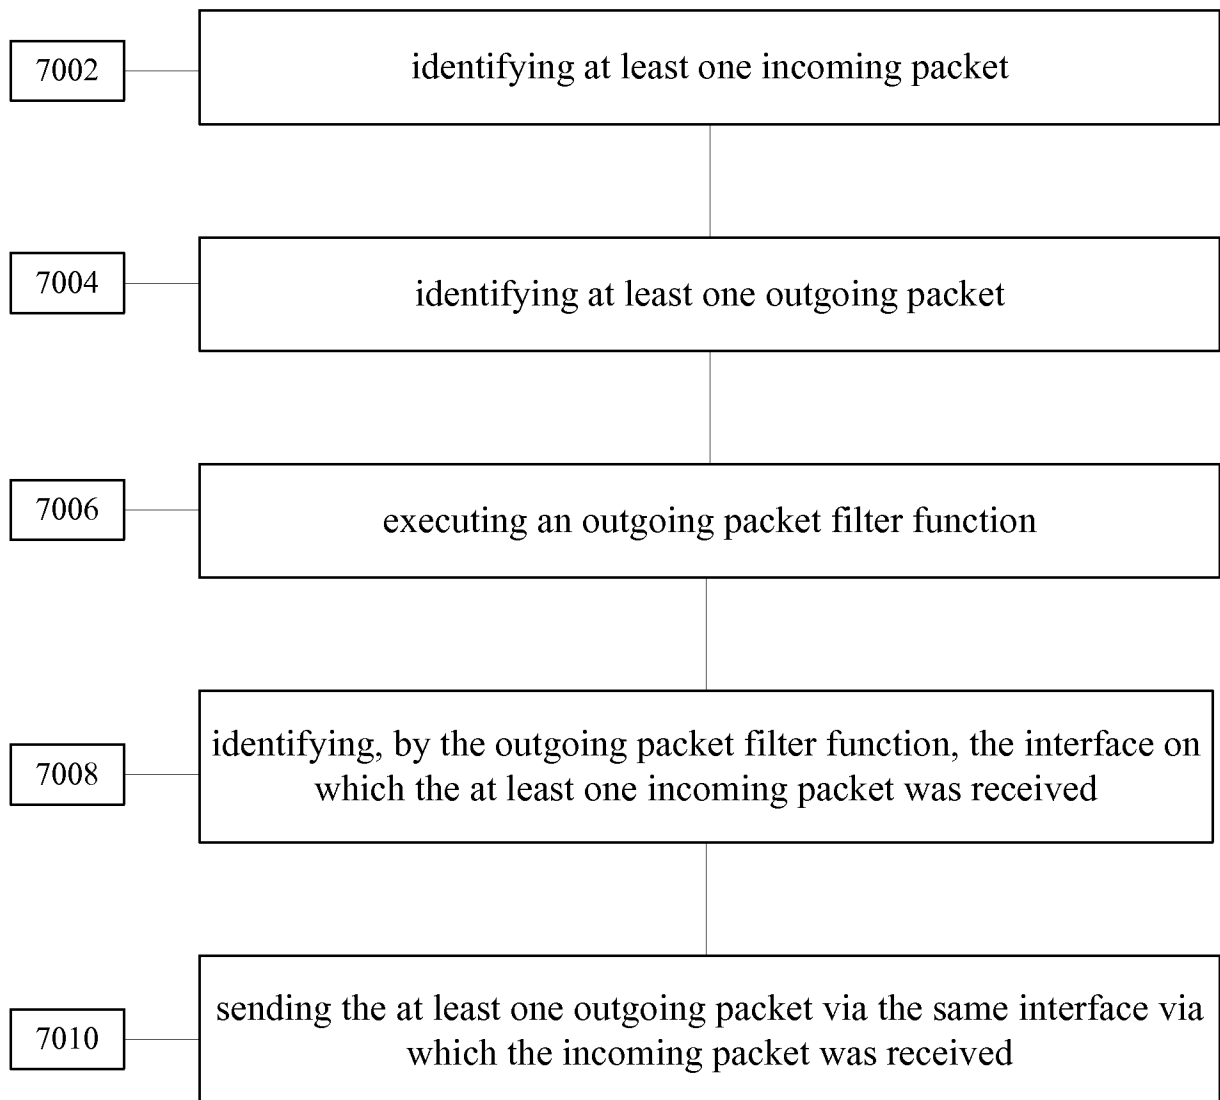 7002
identifying at least one incoming packet
7004
identifying at least one outgoing packet
7006
executing an outgoing packet filter function
7008
identifying, by the outgoing packet filter function, the interface on
which the at least one incoming packet was received
7010
sending the at least one outgoing packet via the same interface via
which the incoming packet was received